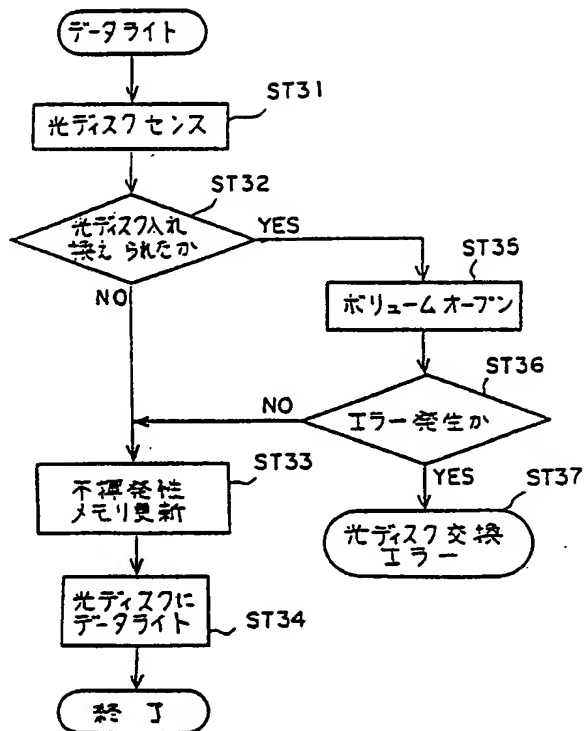 データライト
ST31
光ディスクセンス
ST32
光ディスク入れ
換えられたか
YES
NO
ST35
ボリュームオープン
ST36
エラー発生か
NO
YES
ST33
不揮発性
メモリ更新
ST37
光ディスク交換
エラー
光ディスクに
データライト
ST34
終了